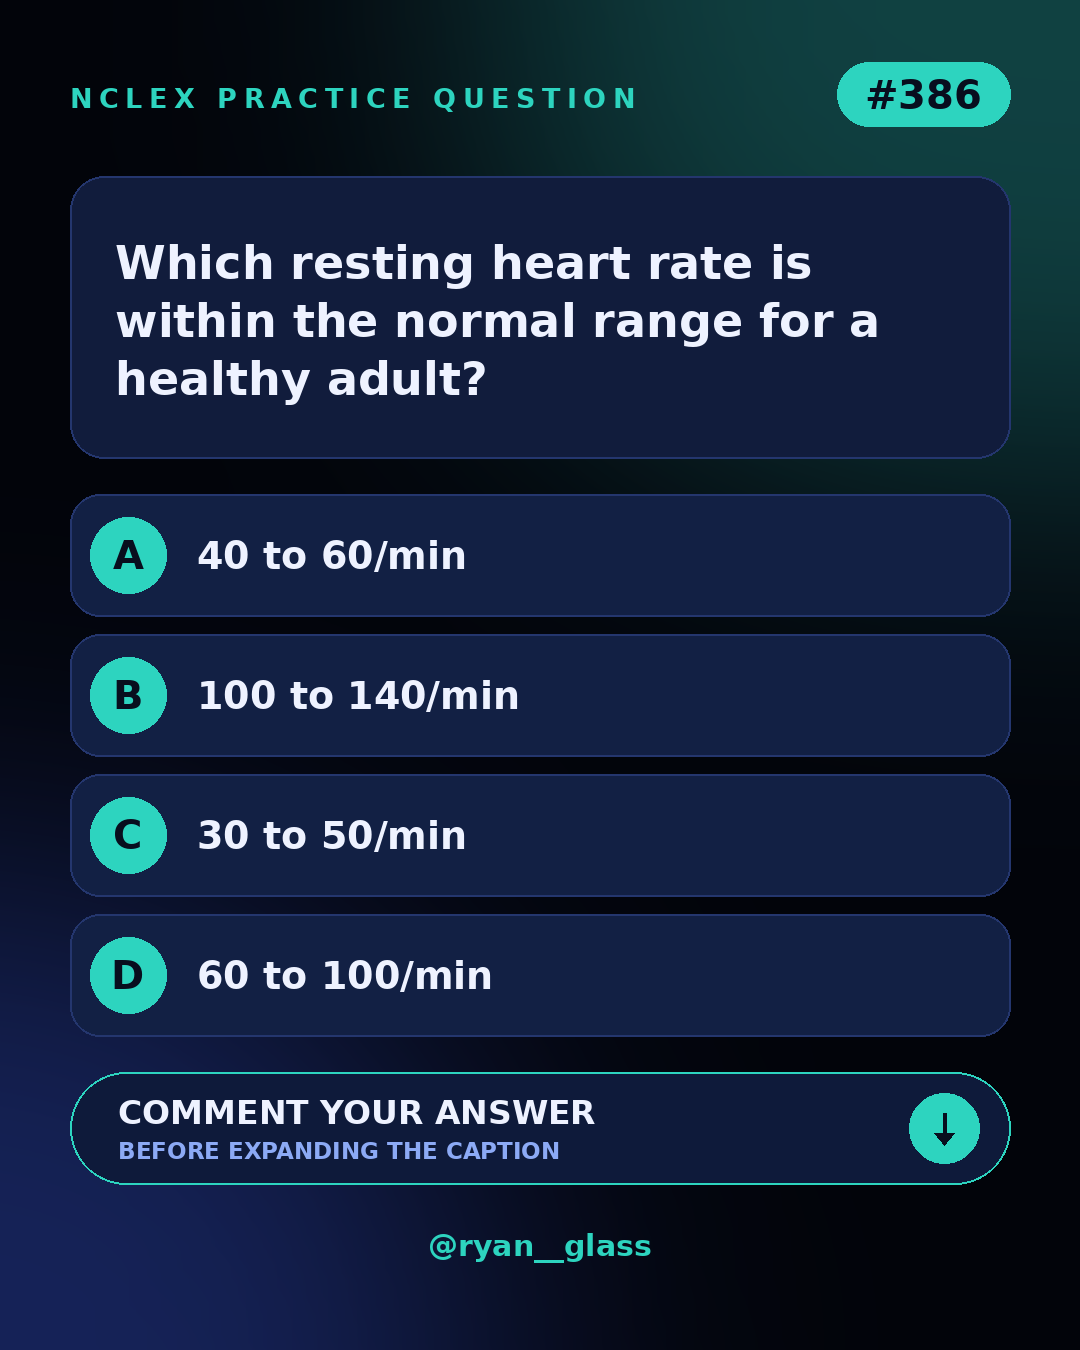 NCLEX PRACTICE QUESTION
#386
Which resting heart rate is
within the normal range for a
healthy adult?
A 40 to 60/min
B 100 to 140/min
C 30 to 50/min
D 60 to 100/min
COMMENT YOUR ANSWER
BEFORE EXPANDING THE CAPTION
@ryan__glass